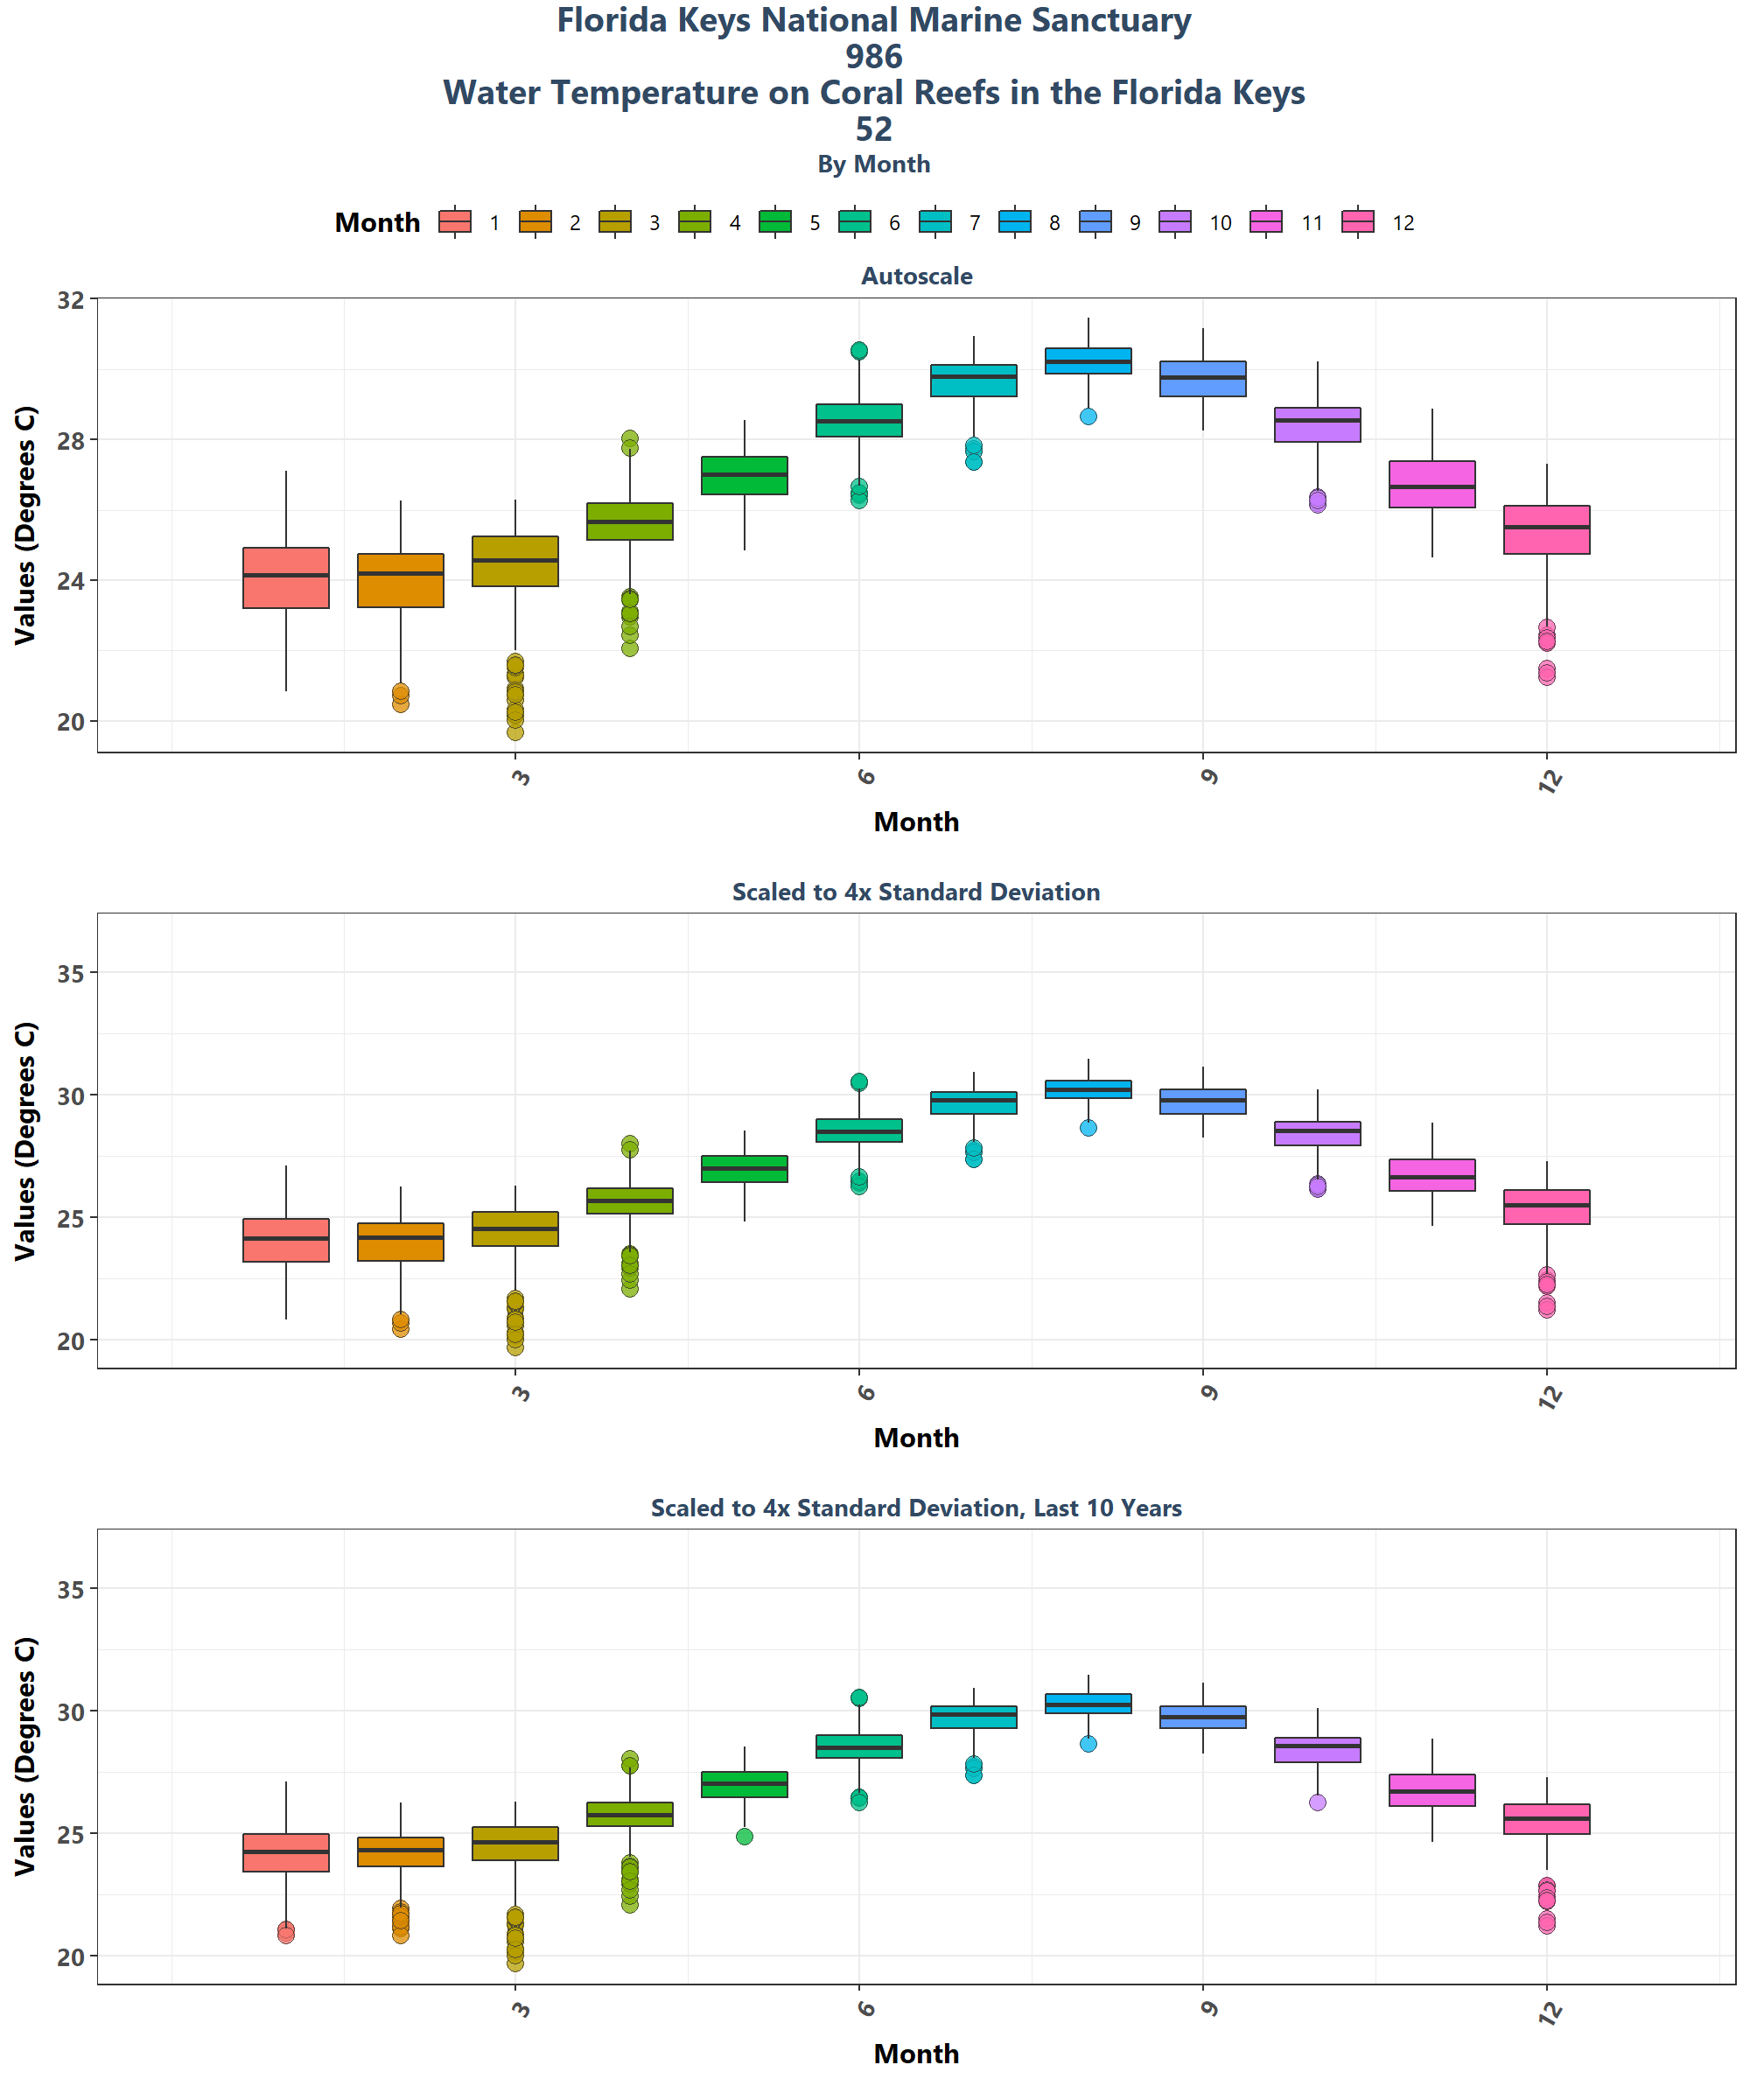 Florida Keys National Marine Sanctuary
986
Water Temperature on Coral Reefs in the Florida Keys
52
By Month
Month 1 2 3 4 5 6 7 8 9 10 11 12
Autoscale
Values (Degrees C)
32
28
24
20
3 6 9 12
Month
Scaled to 4x Standard Deviation
Values (Degrees C)
35
30
25
20
3 6 9 12
Month
Scaled to 4x Standard Deviation, Last 10 Years
Values (Degrees C)
35
30
25
20
3 6 9 12
Month